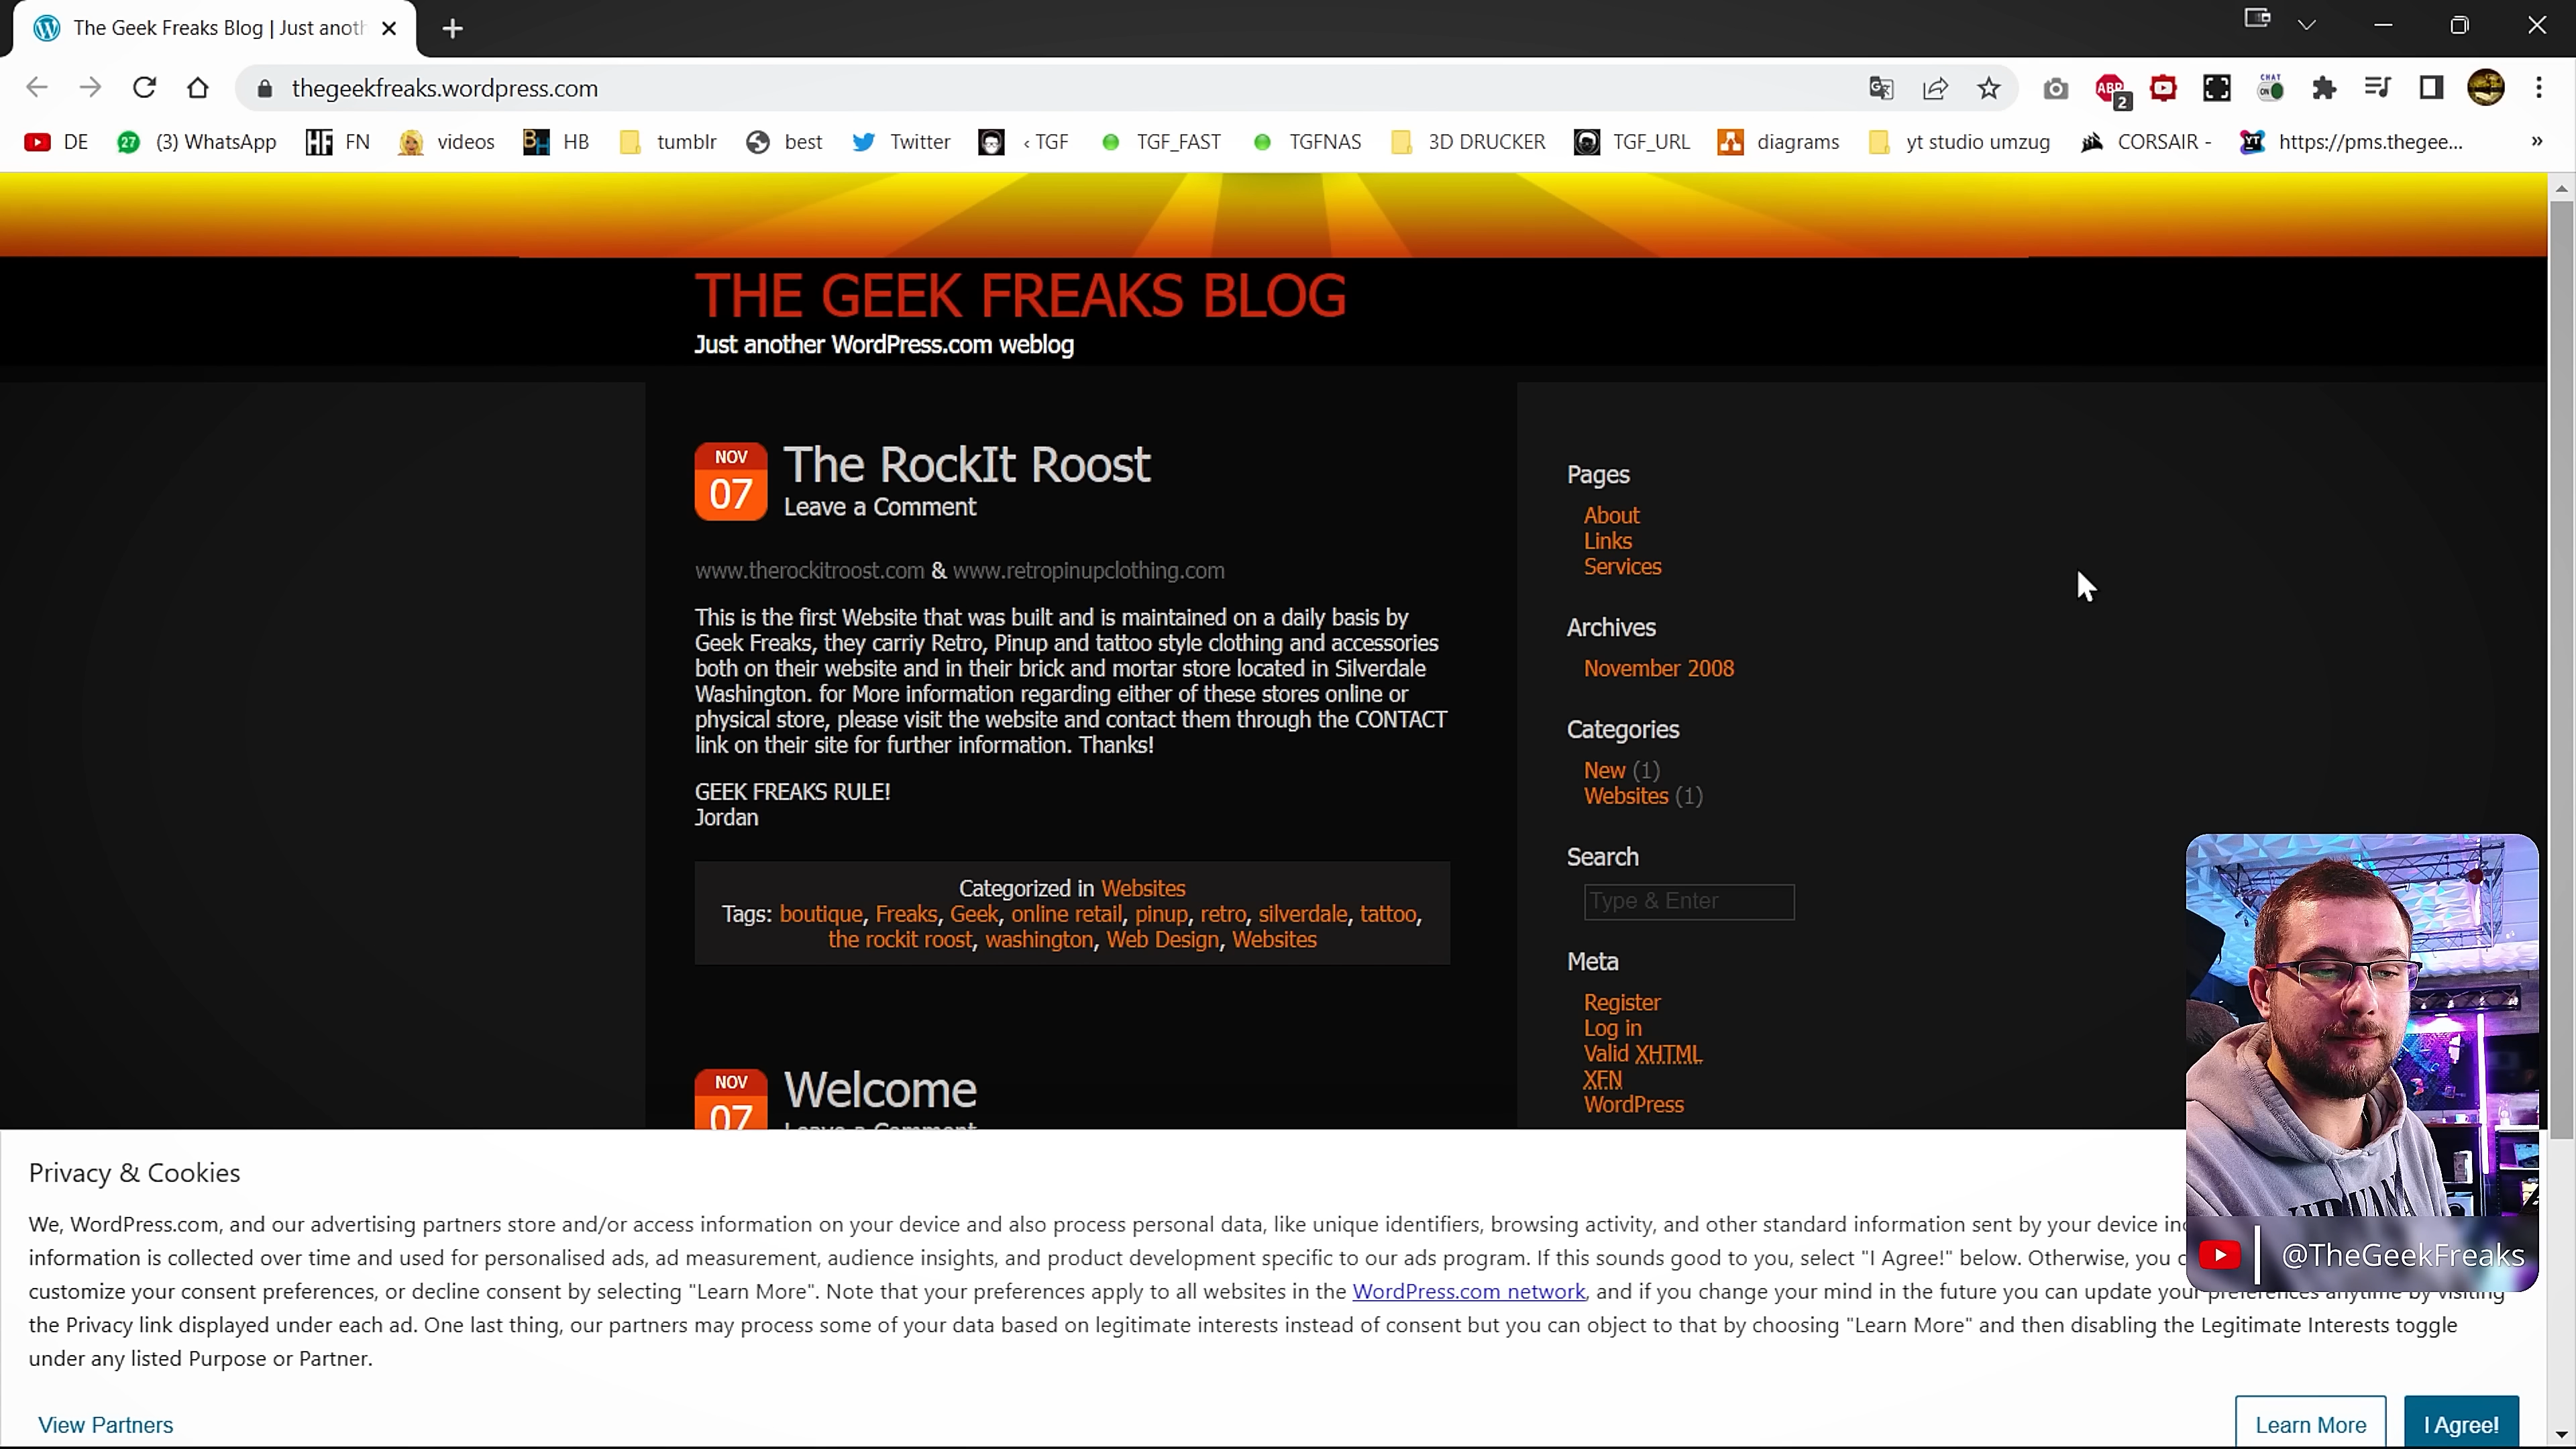 The Geek Freaks Blog | Just anoth
thegeekfreaks.wordpress.com
ABP
2
CHAT
ON
DE
27
(3) WhatsApp
HF
FN
videos
BH
HB
tumblr
best
Twitter
‹ TGF
TGF_FAST
TGFNAS
3D DRUCKER
TGF_URL
diagrams
yt studio umzug
CORSAIR -
YT
https://pms.thegee...
»
THE GEEK FREAKS BLOG
Just another WordPress.com weblog
NOV
07
The RockIt Roost
Leave a Comment
www.therockitroost.com & www.retropinupclothing.com
This is the first Website that was built and is maintained on a daily basis by
Geek Freaks, they carriy Retro, Pinup and tattoo style clothing and accessories
both on their website and in their brick and mortar store located in Silverdale
Washington. for More information regarding either of these stores online or
physical store, please visit the website and contact them through the CONTACT
link on their site for further information. Thanks!
GEEK FREAKS RULE!
Jordan
Categorized in Websites
Tags: boutique, Freaks, Geek, online retail, pinup, retro, silverdale, tattoo,
the rockit roost, washington, Web Design, Websites
NOV
07
Welcome
Leave a Comment
Pages
About
Links
Services
Archives
November 2008
Categories
New (1)
Websites (1)
Search
Type & Enter
Meta
Register
Log in
Valid XHTML
XFN
WordPress
NIRVANA
@TheGeekFreaks
Privacy & Cookies
We, WordPress.com, and our advertising partners store and/or access information on your device and also process personal data, like unique identifiers, browsing activity, and other standard information sent by your device in
information is collected over time and used for personalised ads, ad measurement, audience insights, and product development specific to our ads program. If this sounds good to you, select "I Agree!" below. Otherwise, you c
customize your consent preferences, or decline consent by selecting "Learn More". Note that your preferences apply to all websites in the WordPress.com network, and if you change your mind in the future you can update your preferences anytime by visiting
the Privacy link displayed under each ad. One last thing, our partners may process some of your data based on legitimate interests instead of consent but you can object to that by choosing "Learn More" and then disabling the Legitimate Interests toggle
under any listed Purpose or Partner.
View Partners
Learn More
I Agree!